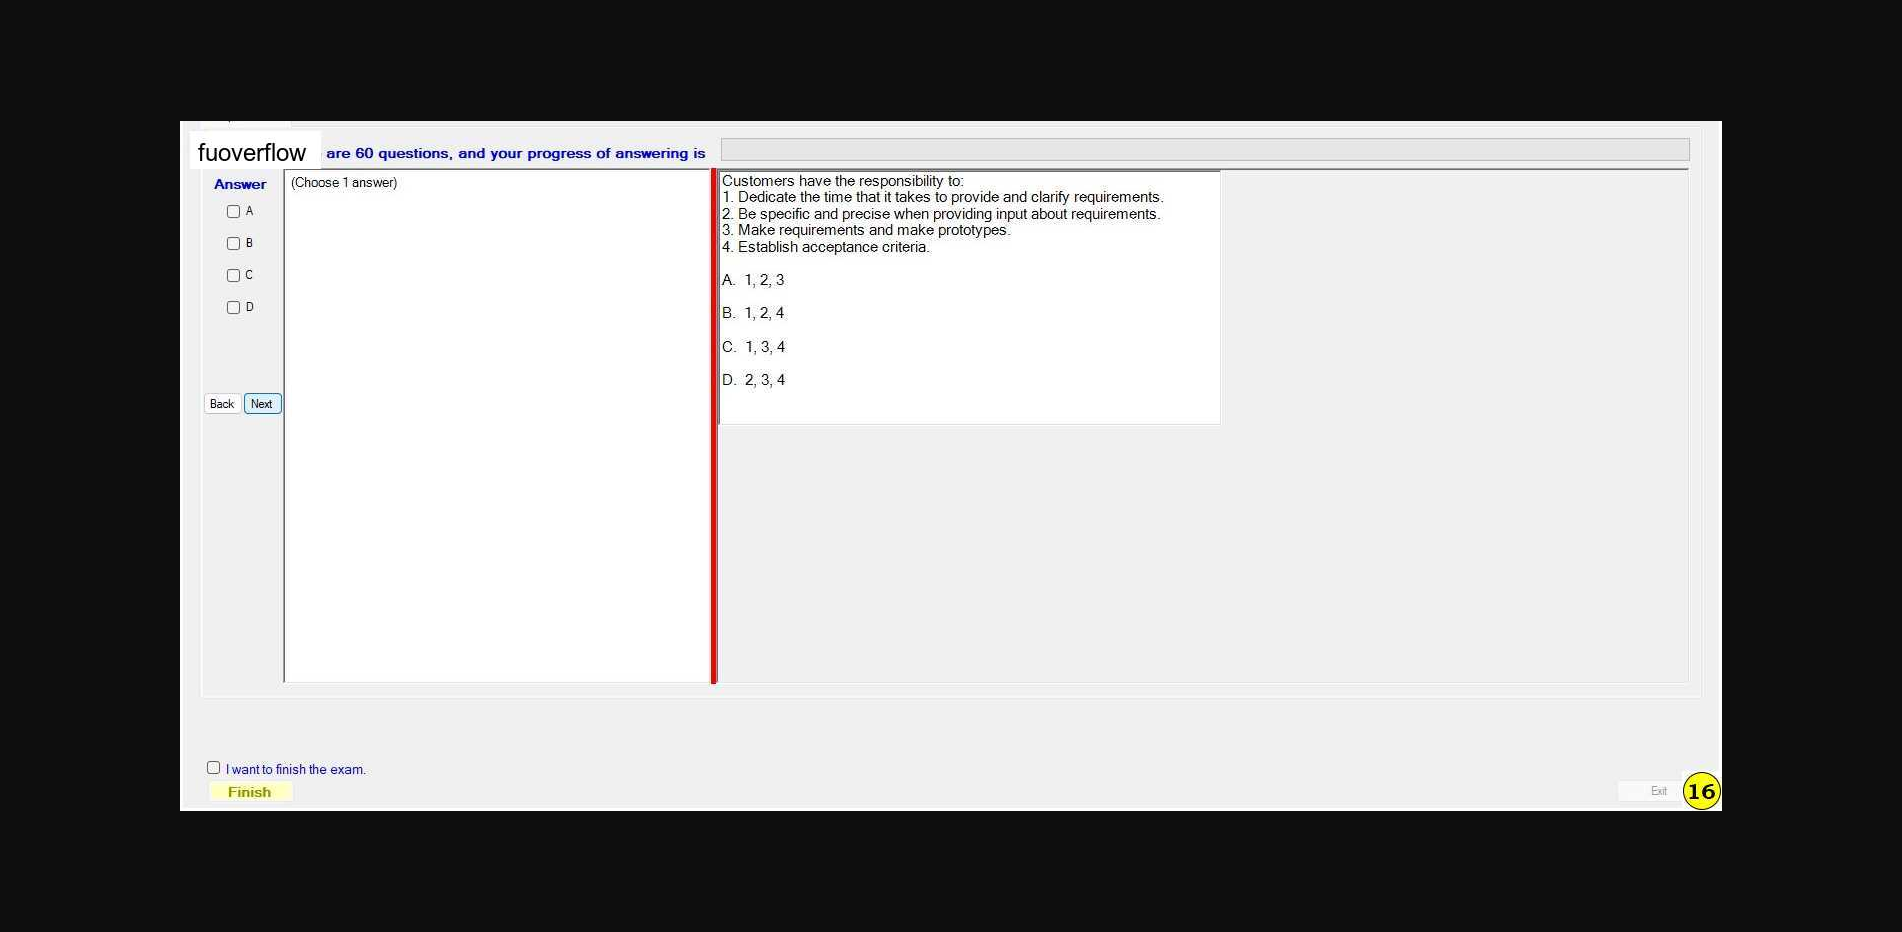 fuoverflow are 60 questions, and your progress of answering is
Answer
A
B
C
D
Back Next
(Choose 1 answer)
Customers have the responsibility to:
1. Dedicate the time that it takes to provide and clarify requirements.
2. Be specific and precise when providing input about requirements.
3. Make requirements and make prototypes.
4. Establish acceptance criteria.
A. 1, 2, 3
B. 1, 2, 4
C. 1, 3, 4
D. 2, 3, 4
I want to finish the exam.
Finish
Exit
16